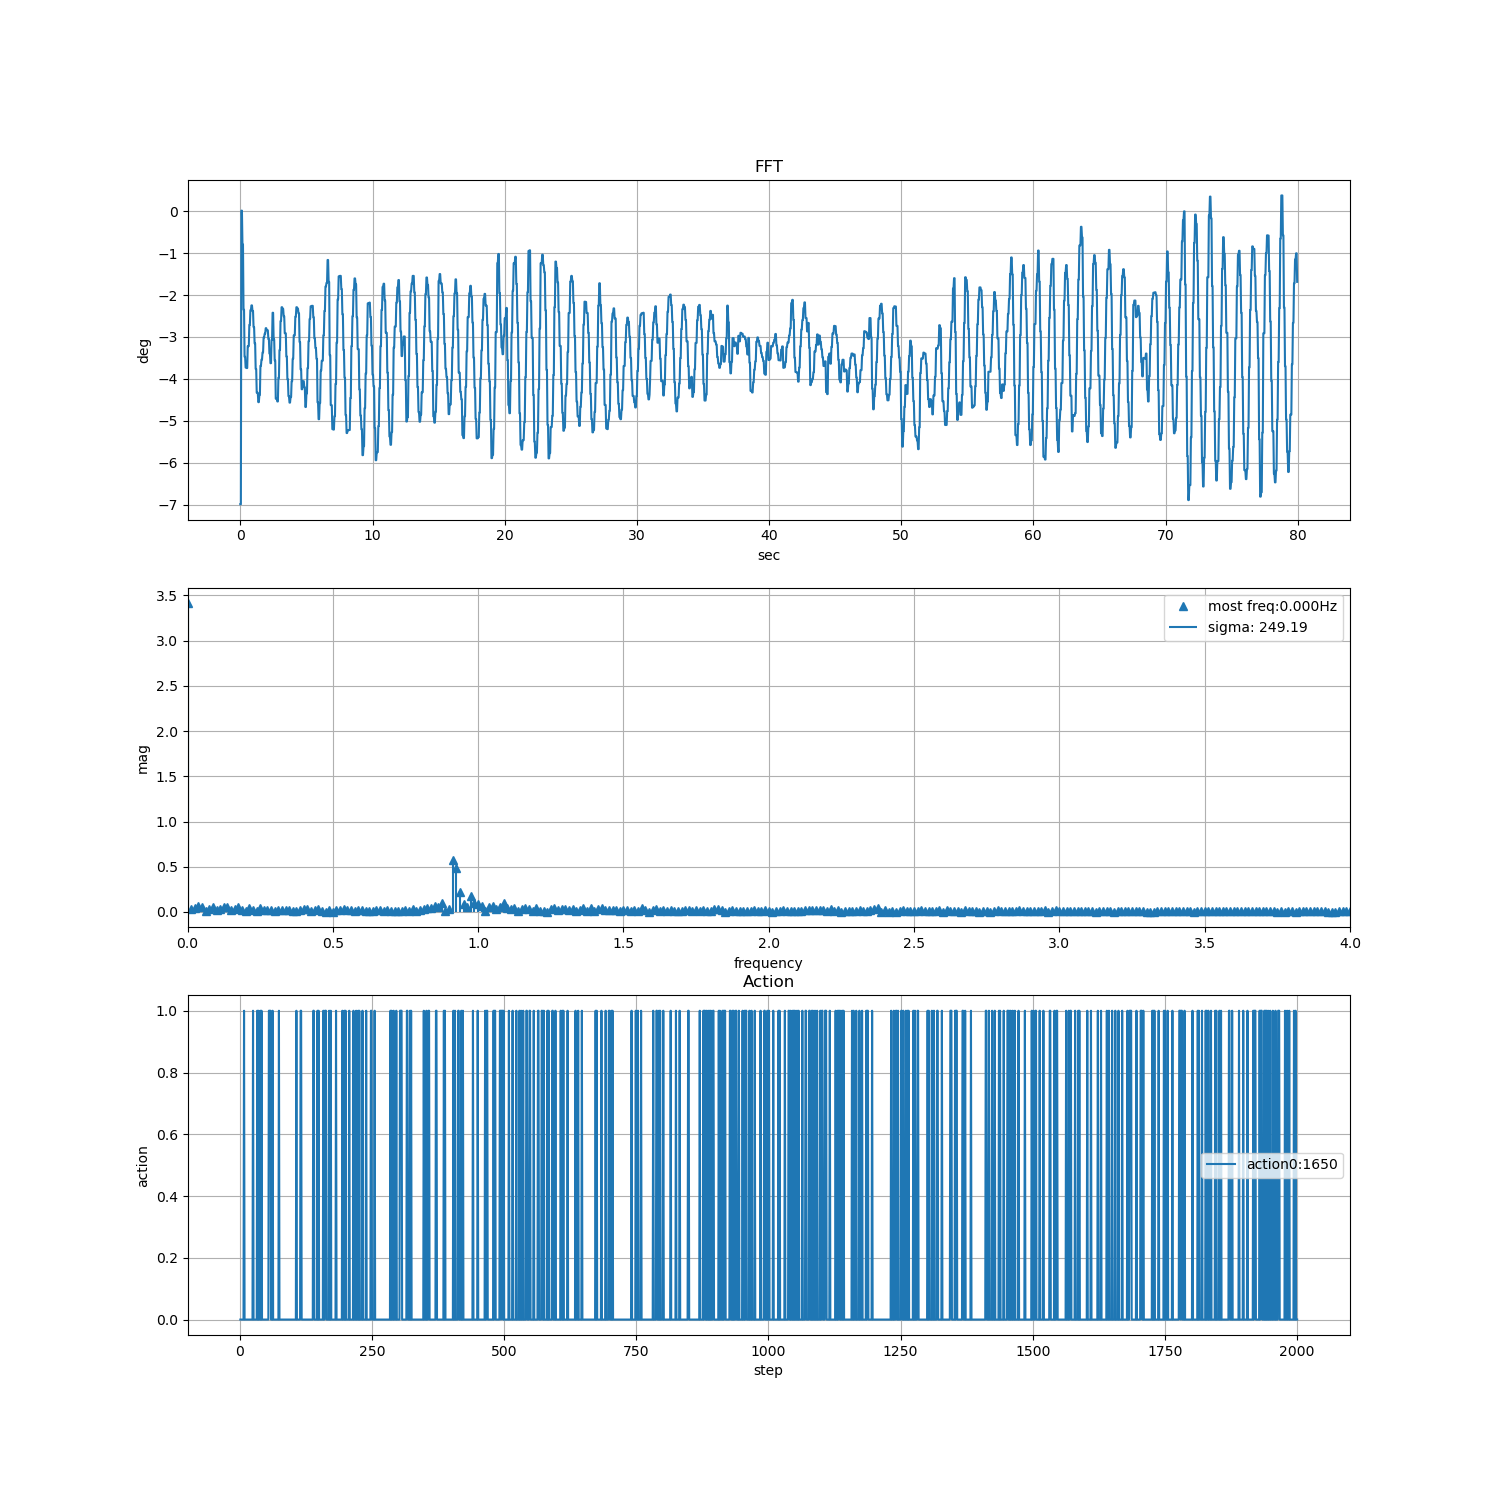 FFT
0
−1
−2
−3
−4
−5
−6
−7
deg
0 10 20 30 40 50 60 70 80
sec
3.5
3.0
2.5
2.0
1.5
1.0
0.5
0.0
mag
most freq:0.000Hz
sigma: 249.19
0.0 0.5 1.0 1.5 2.0 2.5 3.0 3.5 4.0
frequency
Action
1.0
0.8
0.6
0.4
0.2
0.0
action
action0:1650
0 250 500 750 1000 1250 1500 1750 2000
step